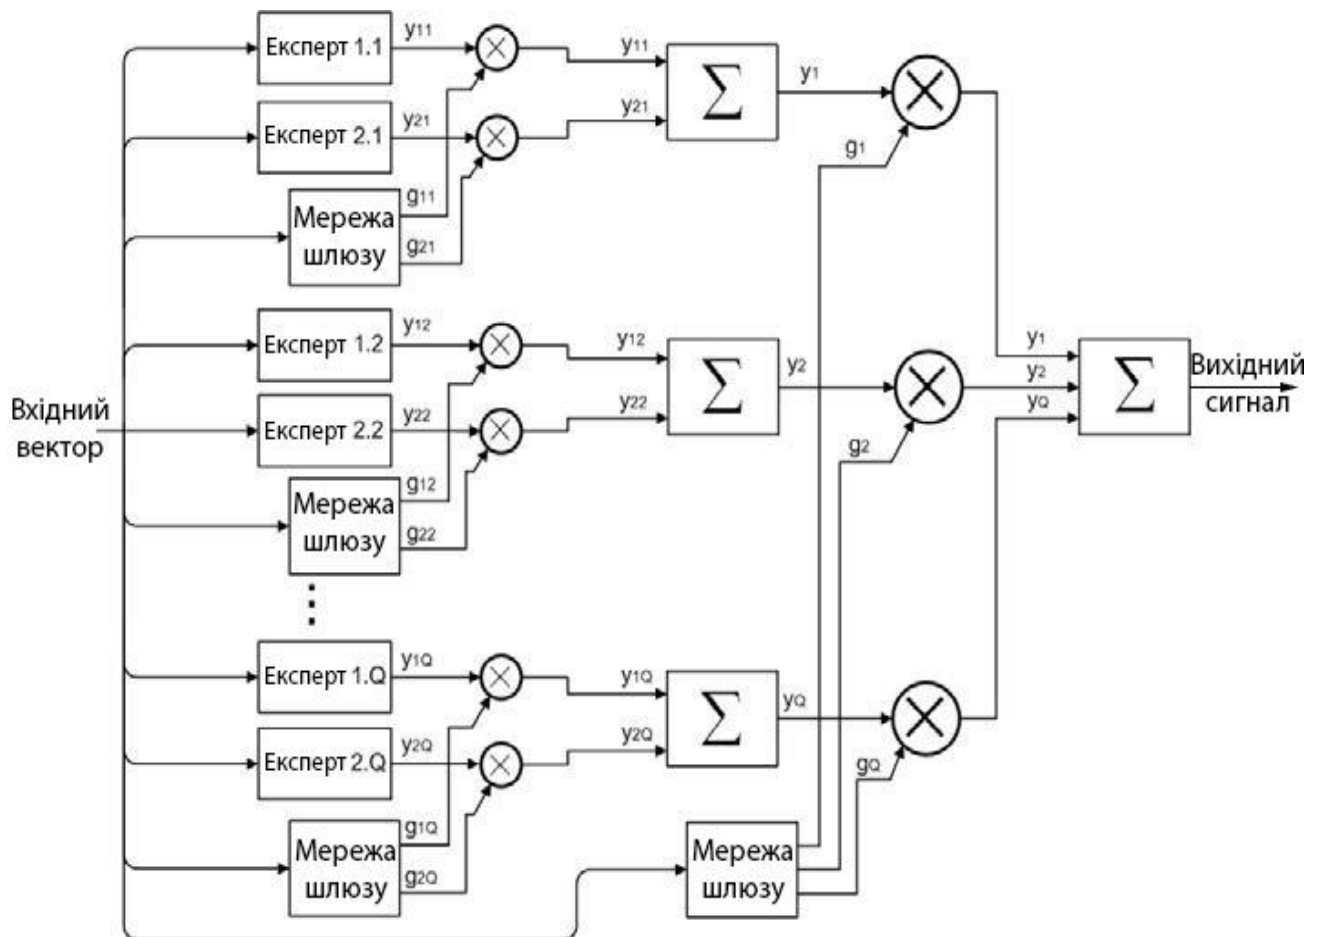 Експерт 1.1
y11
y11
y1
Експерт 2.1
y21
y21
Σ
g1
Мережа
шлюзу
g11
g21
Експерт 1.2
y12
y12
y2
y1
Вихідний
сигнал
Вхідний
вектор
Експерт 2.2
y22
y22
Σ
y2
yQ
Σ
g2
Мережа
шлюзу
g12
g22
Експерт 1.Q
y1Q
y1Q
yQ
Експерт 2.Q
y2Q
y2Q
Σ
gQ
Мережа
шлюзу
g1Q
g2Q
Мережа
шлюзу